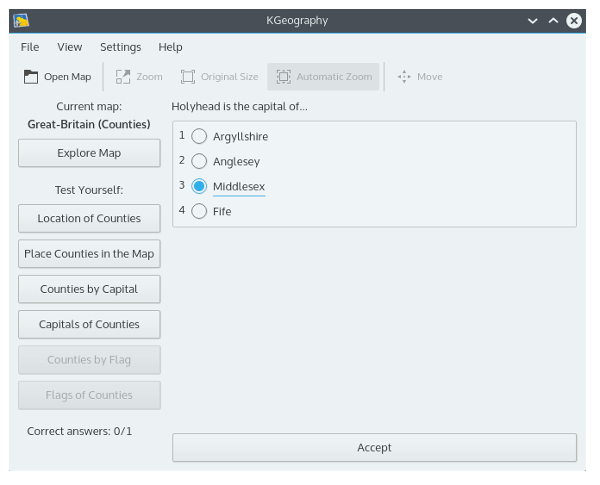 KGeography
File View Settings Help
Open Map Zoom Original Size Automatic Zoom Move
Current map:
Great-Britain (Counties)
Explore Map
Test Yourself:
Location of Counties
Place Counties in the Map
Counties by Capital
Capitals of Counties
Counties by Flag
Flags of Counties
Correct answers: 0/1
Holyhead is the capital of...
1 Argyllshire
2 Anglesey
3 Middlesex
4 Fife
Accept